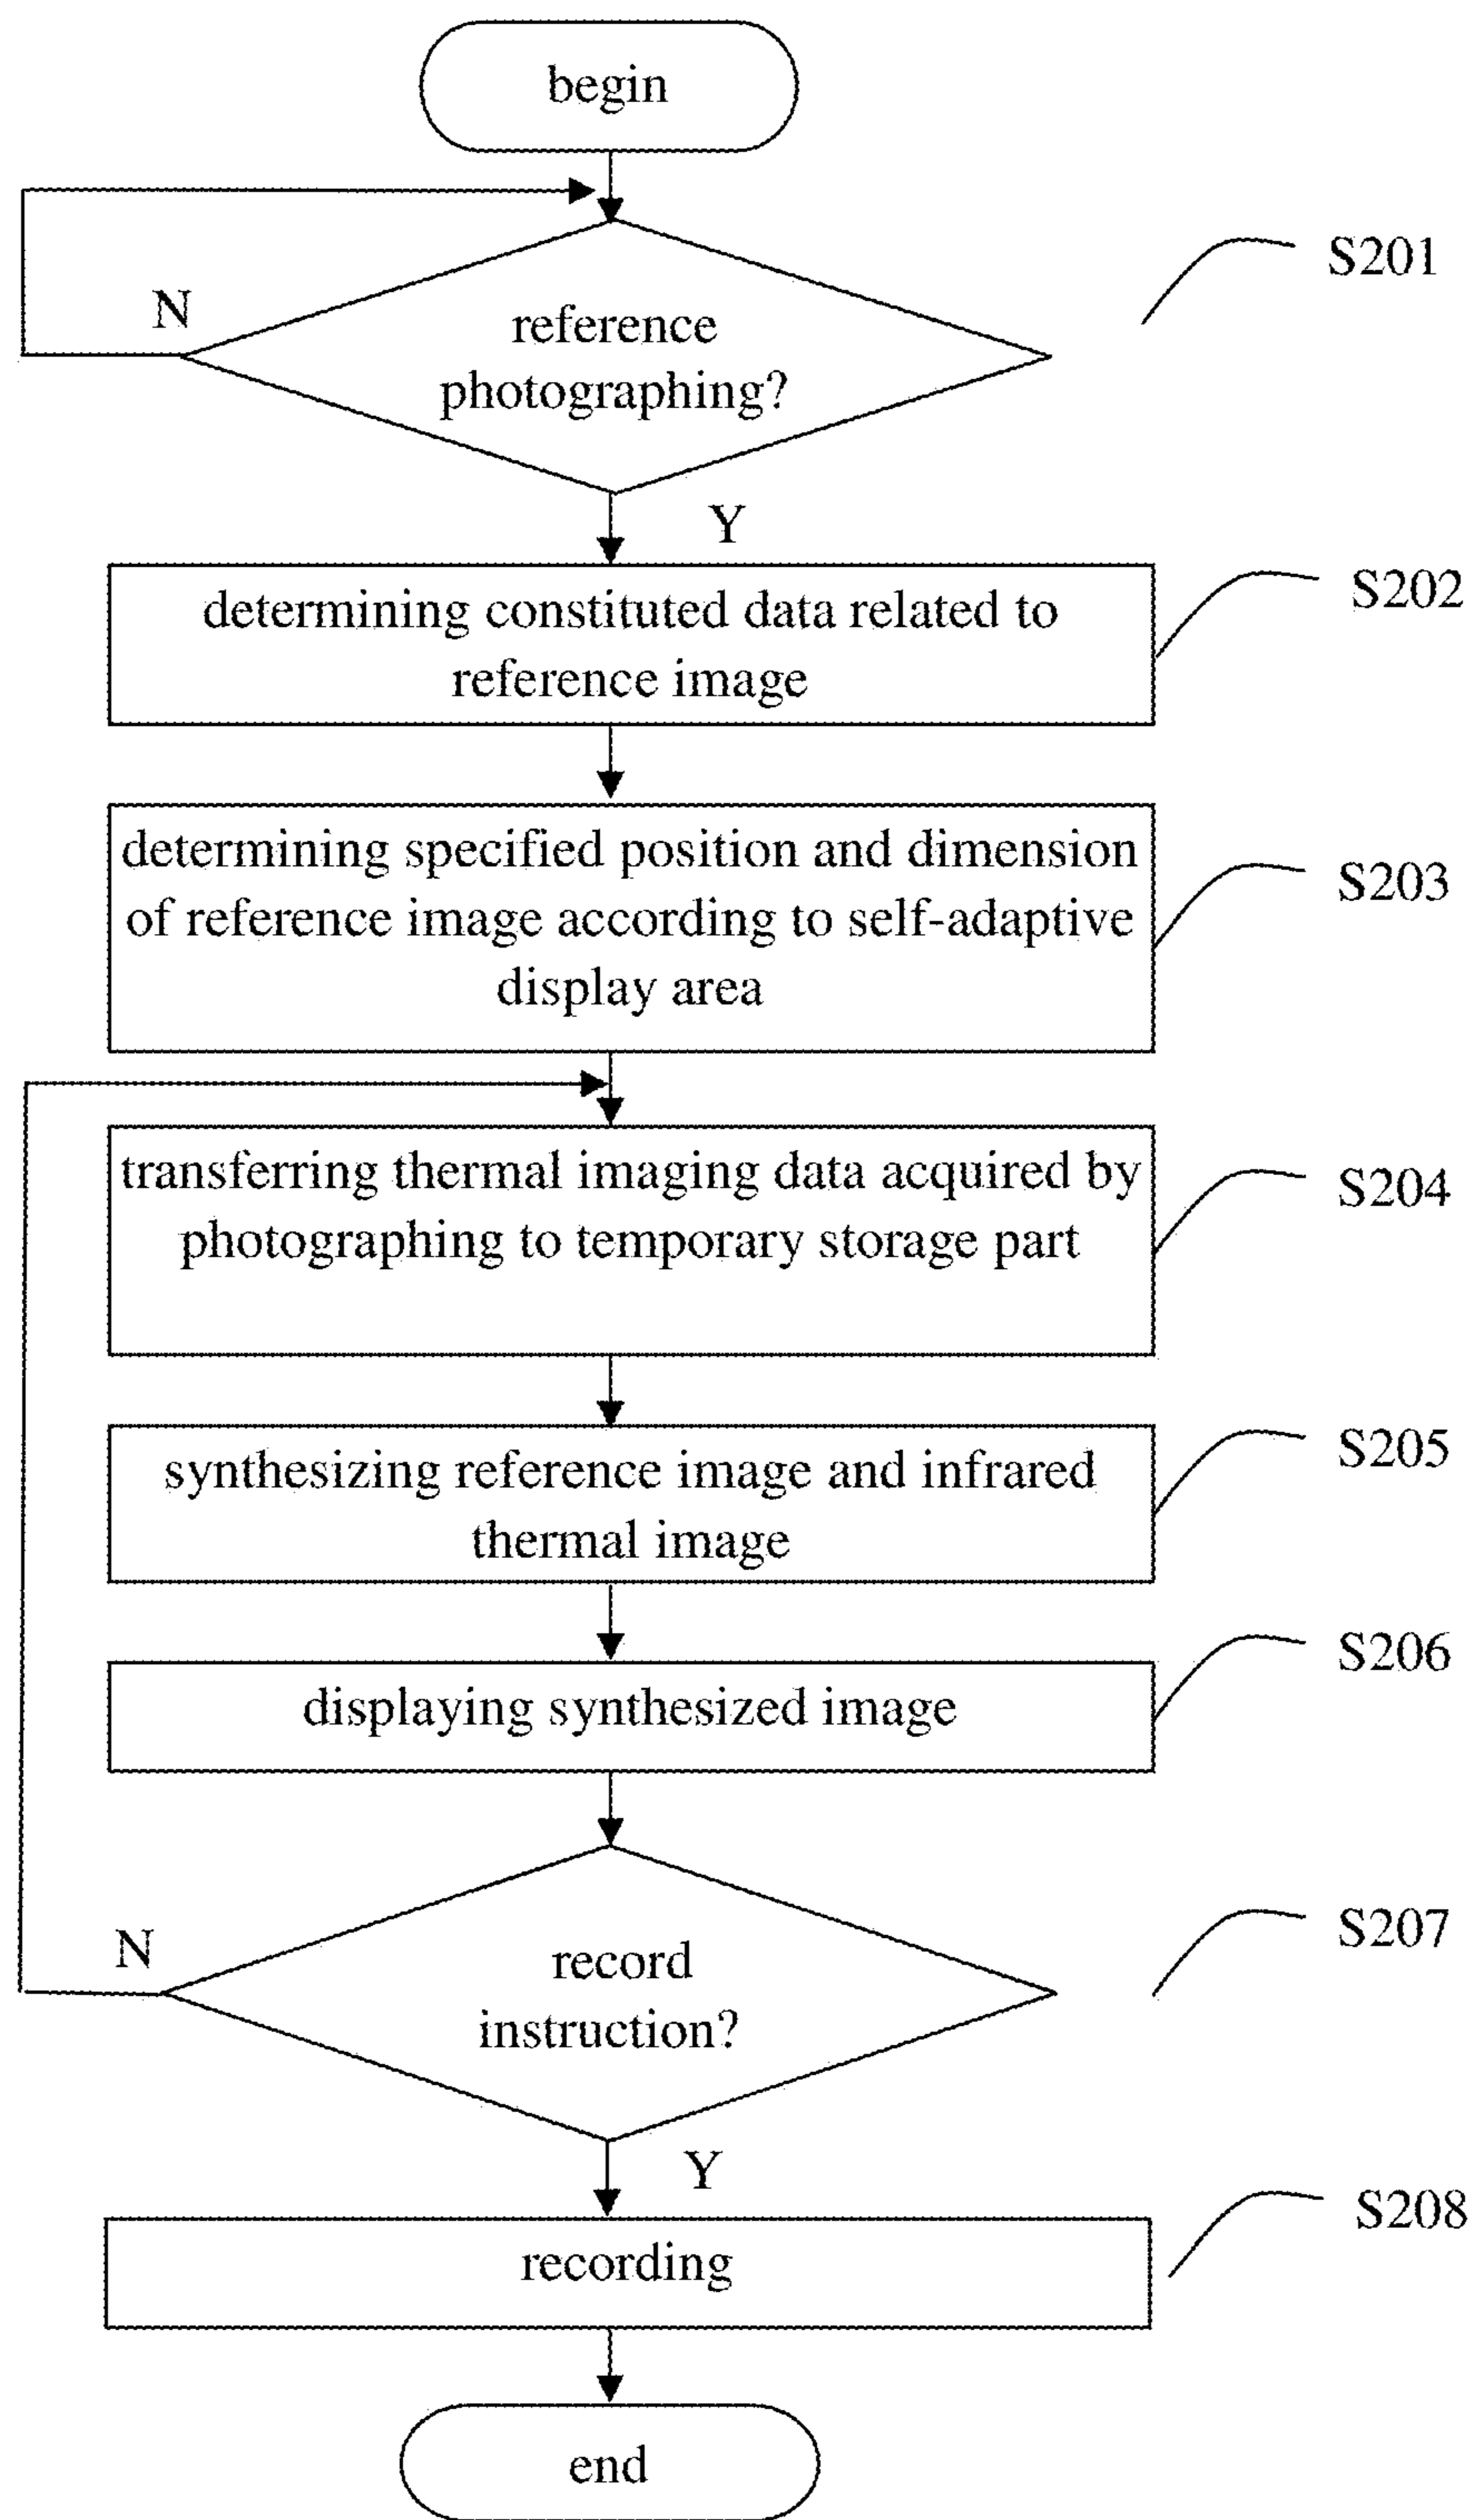 begin
S201
N
reference
photographing?
Y
S202
determining constituted data related to
reference image
determining specified position and dimension
S203
of reference image according to self-adaptive
display area
transferring thermal imaging data acquired by
S204
photographing to temporary storage part
S205
synthesizing reference image and infrared
thermal image
S206
displaying synthesized image
S207
N
record
instruction?
Y
S208
recording
end